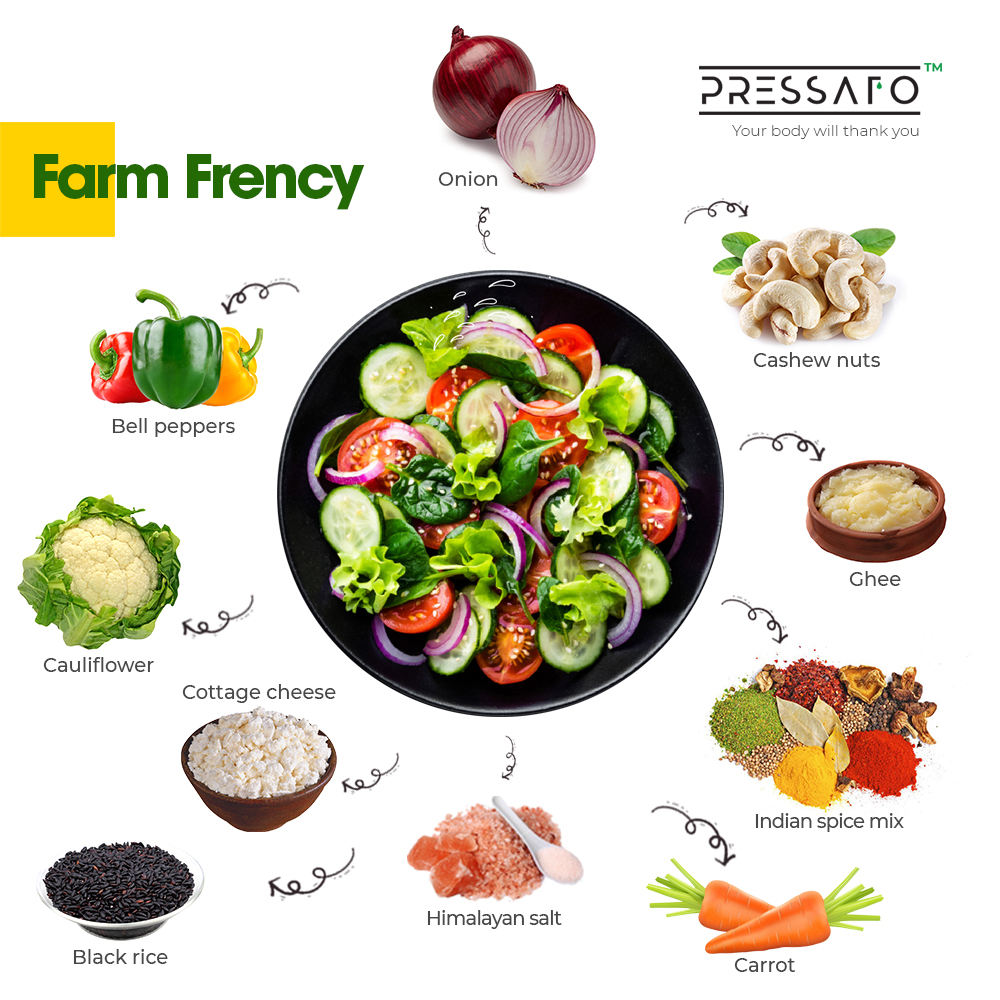 PRESSATO™
Your body will thank you
Farm Frency
Onion
Cashew nuts
Bell peppers
Ghee
Cauliflower
Cottage cheese
Indian spice mix
Himalayan salt
Black rice
Carrot